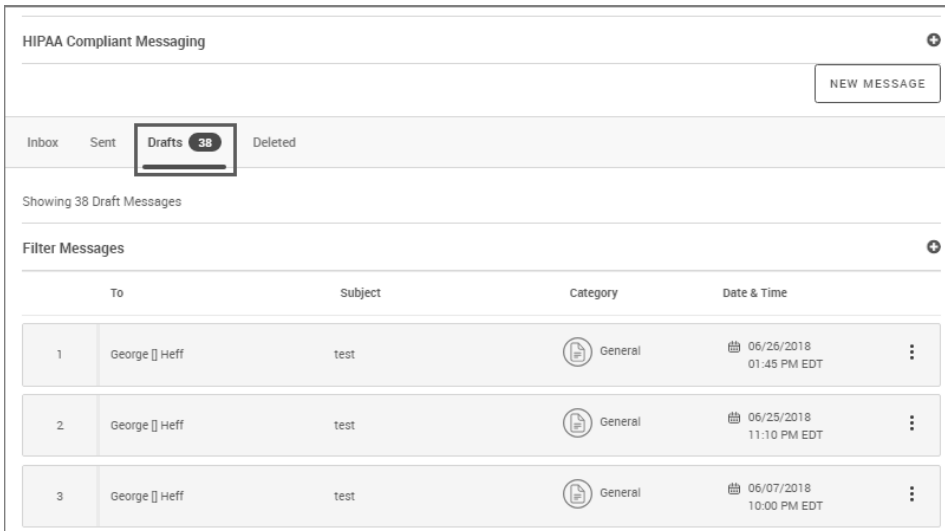 HIPAA Compliant Messaging
NEW MESSAGE
Inbox Sent Drafts 38 Deleted
Showing 38 Draft Messages
Filter Messages
To Subject Category Date & Time
1 George [] Heff test General 06/26/2018
01:45 PM EDT
2 George [] Heff test General 06/25/2018
11:10 PM EDT
3 George [] Heff test General 06/07/2018
10:00 PM EDT